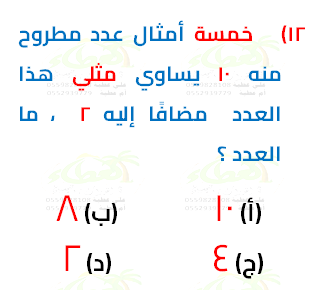 ١٢) خمسة أمثال عدد مطروح
منه ١٠ يساوي مثلي هذا
العدد مضافًا إليه ٢ ، ما
العدد ؟
(أ) ١٠ (ب) ٨
(ج) ٤ (د) ٢